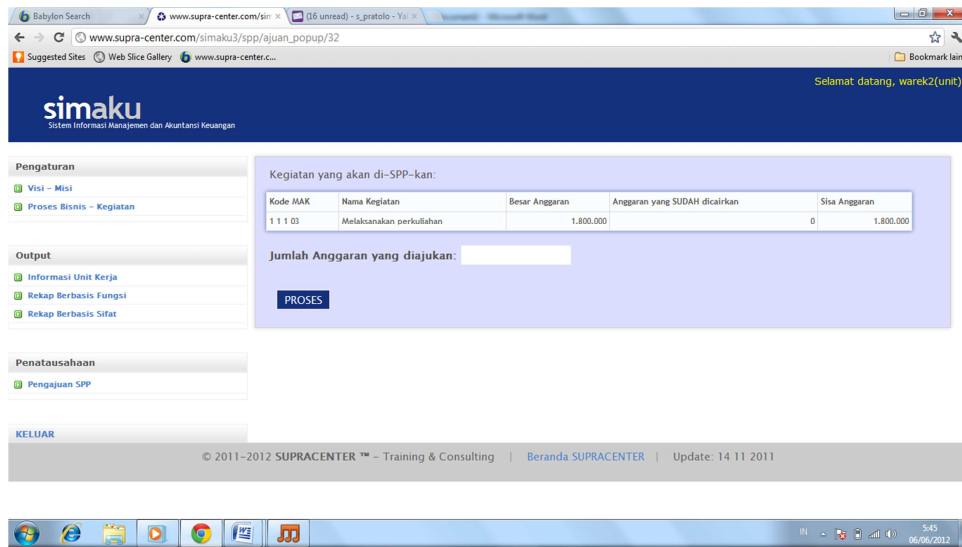 Babylon Search
www.supra-center.com/sim
(16 unread) - s_pratolo - Ya
www.supra-center.com/simaku3/spp/ajuan_popup/32
Suggested Sites Web Slice Gallery www.supra-center.c...
Bookmark lain
Selamat datang, warek2(unit)
simaku
Sistem Informasi Manajemen dan Akuntansi Keuangan
Pengaturan
Visi - Misi
Proses Bisnis - Kegiatan
Output
Informasi Unit Kerja
Rekap Berbasis Fungsi
Rekap Berbasis Sifat
Penatausahaan
Pengajuan SPP
KELUAR
Kegiatan yang akan di-SPP-kan:
Kode MAK Nama Kegiatan Besar Anggaran Anggaran yang SUDAH dicairkan Sisa Anggaran
1 1 1 03 Melaksanakan perkuliahan 1.800.000 0 1.800.000
Jumlah Anggaran yang diajukan:
PROSES
© 2011-2012 SUPRACENTER ™ - Training & Consulting | Beranda SUPRACENTER | Update: 14 11 2011
IN
5:45
06/06/2012